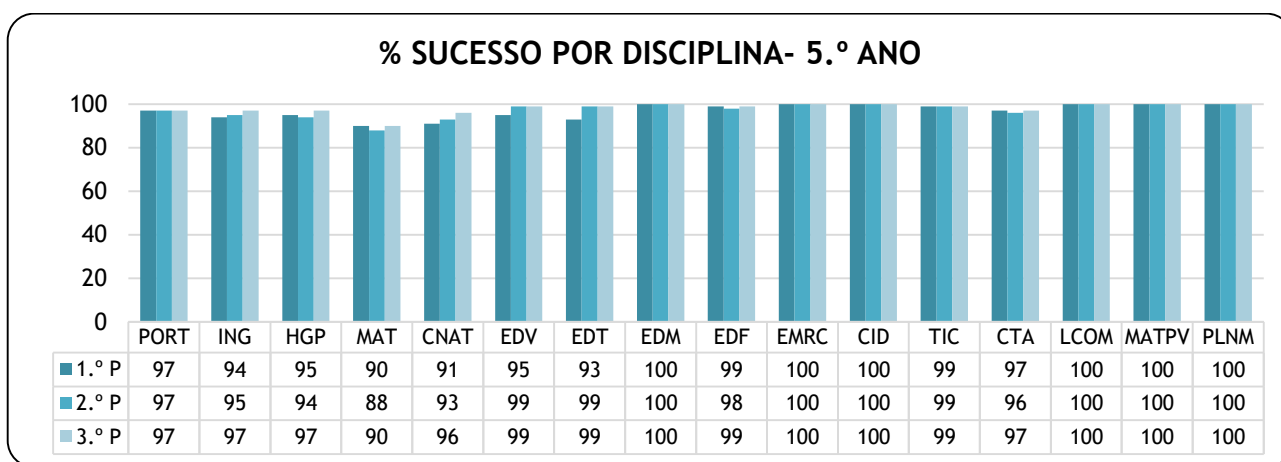 % SUCESSO POR DISCIPLINA- 5.º ANO
100
80
60
40
20
0
PORT ING HGP MAT CNAT EDV EDT EDM EDF EMRC CID TIC CTA LCOM MATPV PLNM
1.º P 97 94 95 90 91 95 93 100 99 100 100 99 97 100 100 100
2.º P 97 95 94 88 93 99 99 100 98 100 100 99 96 100 100 100
3.º P 97 97 97 90 96 99 99 100 99 100 100 99 97 100 100 100